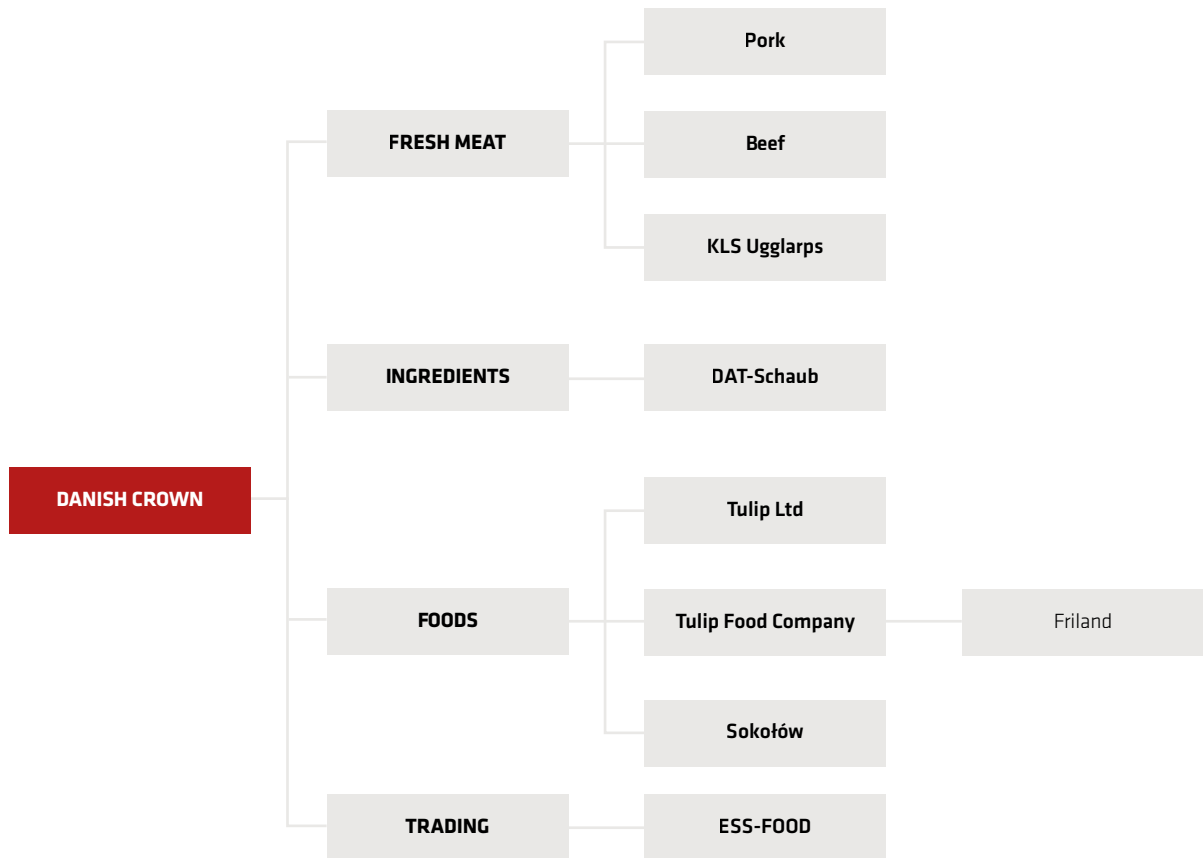 Pork
FRESH MEAT
Beef
KLS Ugglarps
INGREDIENTS
DAT-Schaub
DANISH CROWN
Tulip Ltd
FOODS
Tulip Food Company
Friland
Sokołów
TRADING
ESS-FOOD